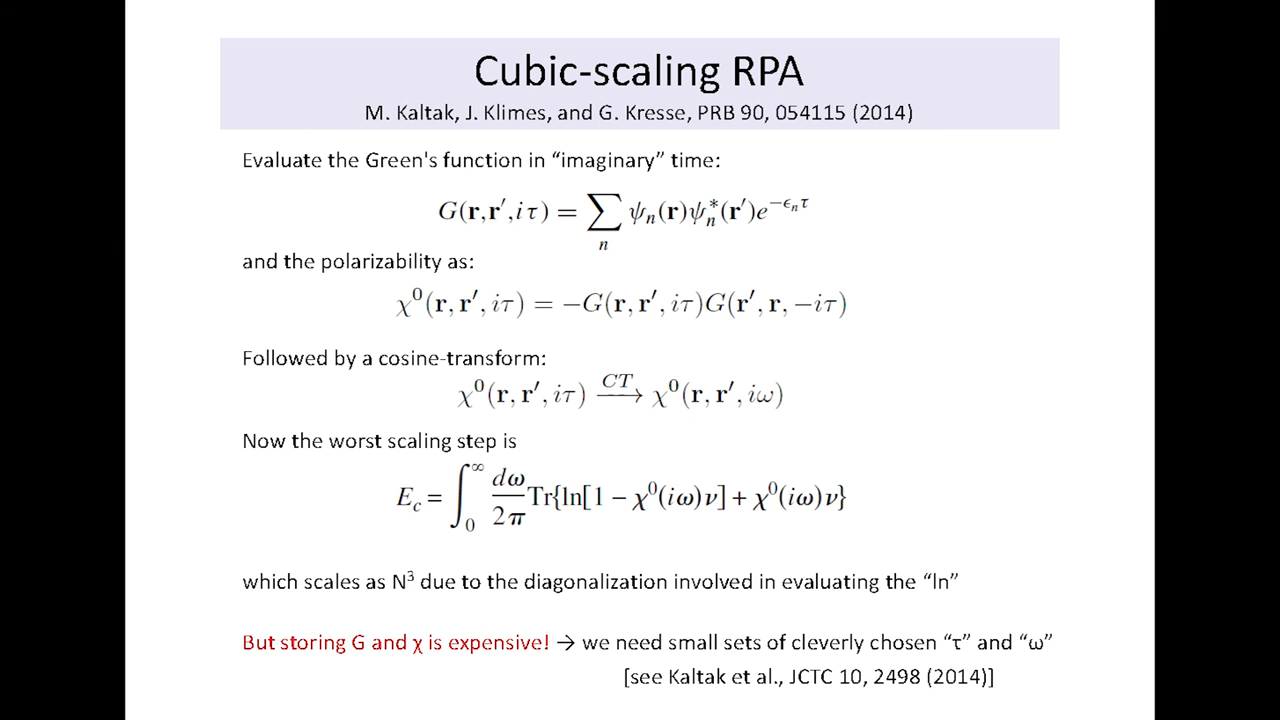 Cubic-scaling RPA
M. Kaltak, J. Klimes, and G. Kresse, PRB 90, 054115 (2014)
Evaluate the Green's function in “imaginary” time:
G(r,r′,iτ) = ∑ₙ ψₙ(r)ψₙ*(r′)e^{−ϵₙτ}
and the polarizability as:
χ⁰(r, r′, iτ) = −G(r, r′, iτ)G(r′, r, −iτ)
Followed by a cosine-transform:
χ⁰(r, r′, iτ) —CT→ χ⁰(r, r′, iω)
Now the worst scaling step is
E_c = ∫₀^∞ dω/2π Tr{ln[1 − χ⁰(iω)ν] + χ⁰(iω)ν}
which scales as N³ due to the diagonalization involved in evaluating the “ln”
But storing G and χ is expensive! → we need small sets of cleverly chosen “τ” and “ω”
[see Kaltak et al., JCTC 10, 2498 (2014)]